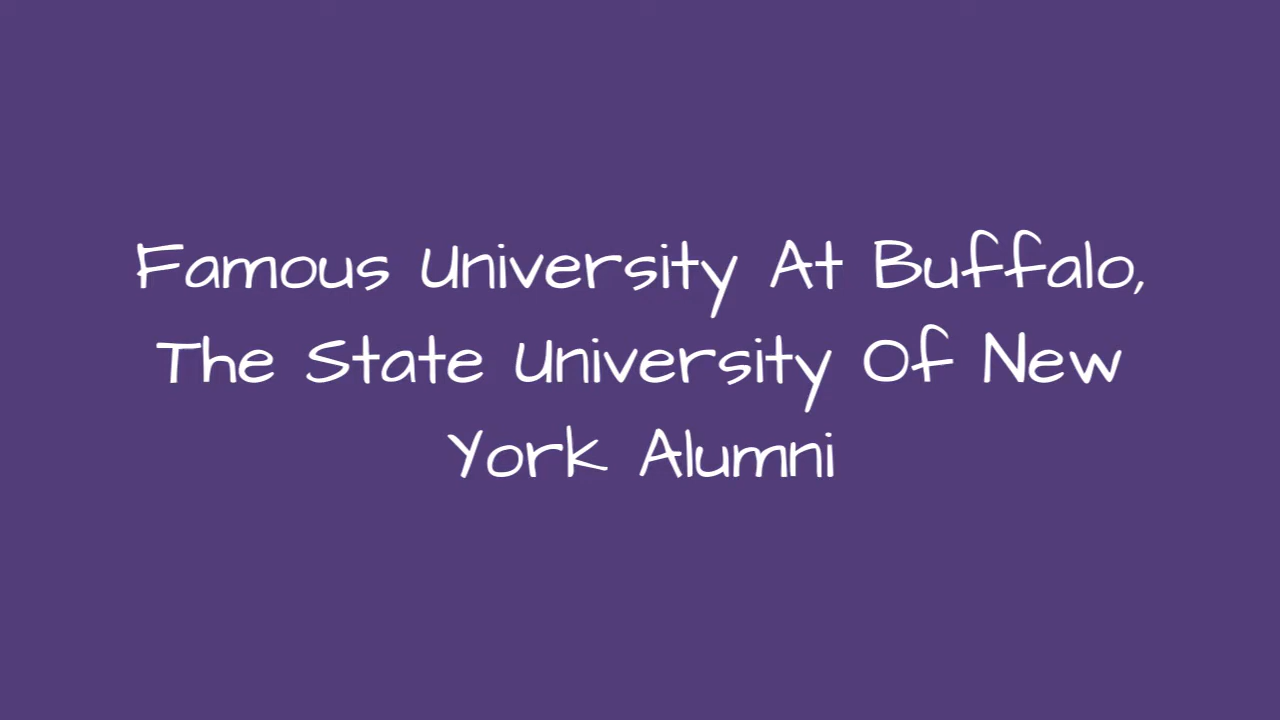 Famous University At Buffalo,
The State University Of New
York Alumni